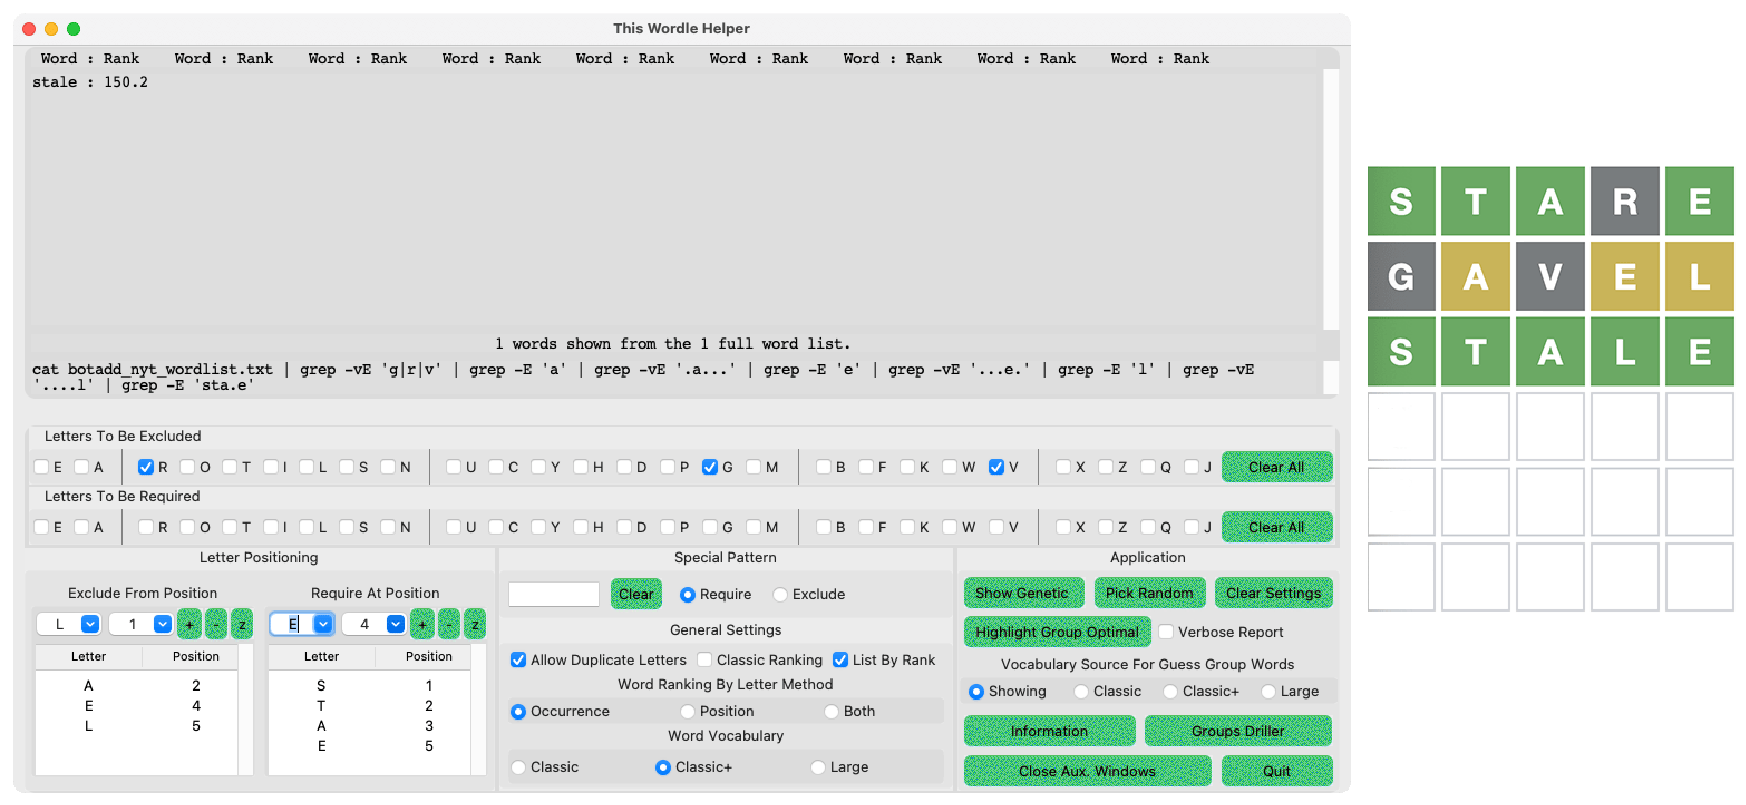 This Wordle Helper
Word : Rank Word : Rank Word : Rank Word : Rank Word : Rank Word : Rank Word : Rank Word : Rank Word : Rank
stale : 150.2
1 words shown from the 1 full word list.
cat botadd_nyt_wordlist.txt | grep -vE 'g|r|v' | grep -E 'a' | grep -vE '.a...' | grep -E 'e' | grep -vE '...e.' | grep -E 'l' | grep -vE
'....l' | grep -E 'sta.e'
Letters To Be Excluded
E A R O T I L S N U C Y H D P G M B F K W V X Z Q J Clear All
Letters To Be Required
E A R O T I L S N U C Y H D P G M B F K W V X Z Q J Clear All
Letter Positioning
Exclude From Position Require At Position
L 1 + - z E 4 + - z
Letter Position Letter Position
A 2 S 1
E 4 T 2
L 5 A 3
E 5
Special Pattern
Clear Require Exclude
General Settings
Allow Duplicate Letters Classic Ranking List By Rank
Word Ranking By Letter Method
Occurrence Position Both
Word Vocabulary
Classic Classic+ Large
Application
Show Genetic Pick Random Clear Settings
Highlight Group Optimal Verbose Report
Vocabulary Source For Guess Group Words
Showing Classic Classic+ Large
Information Groups Driller
Close Aux. Windows Quit
S T A R E
G A V E L
S T A L E